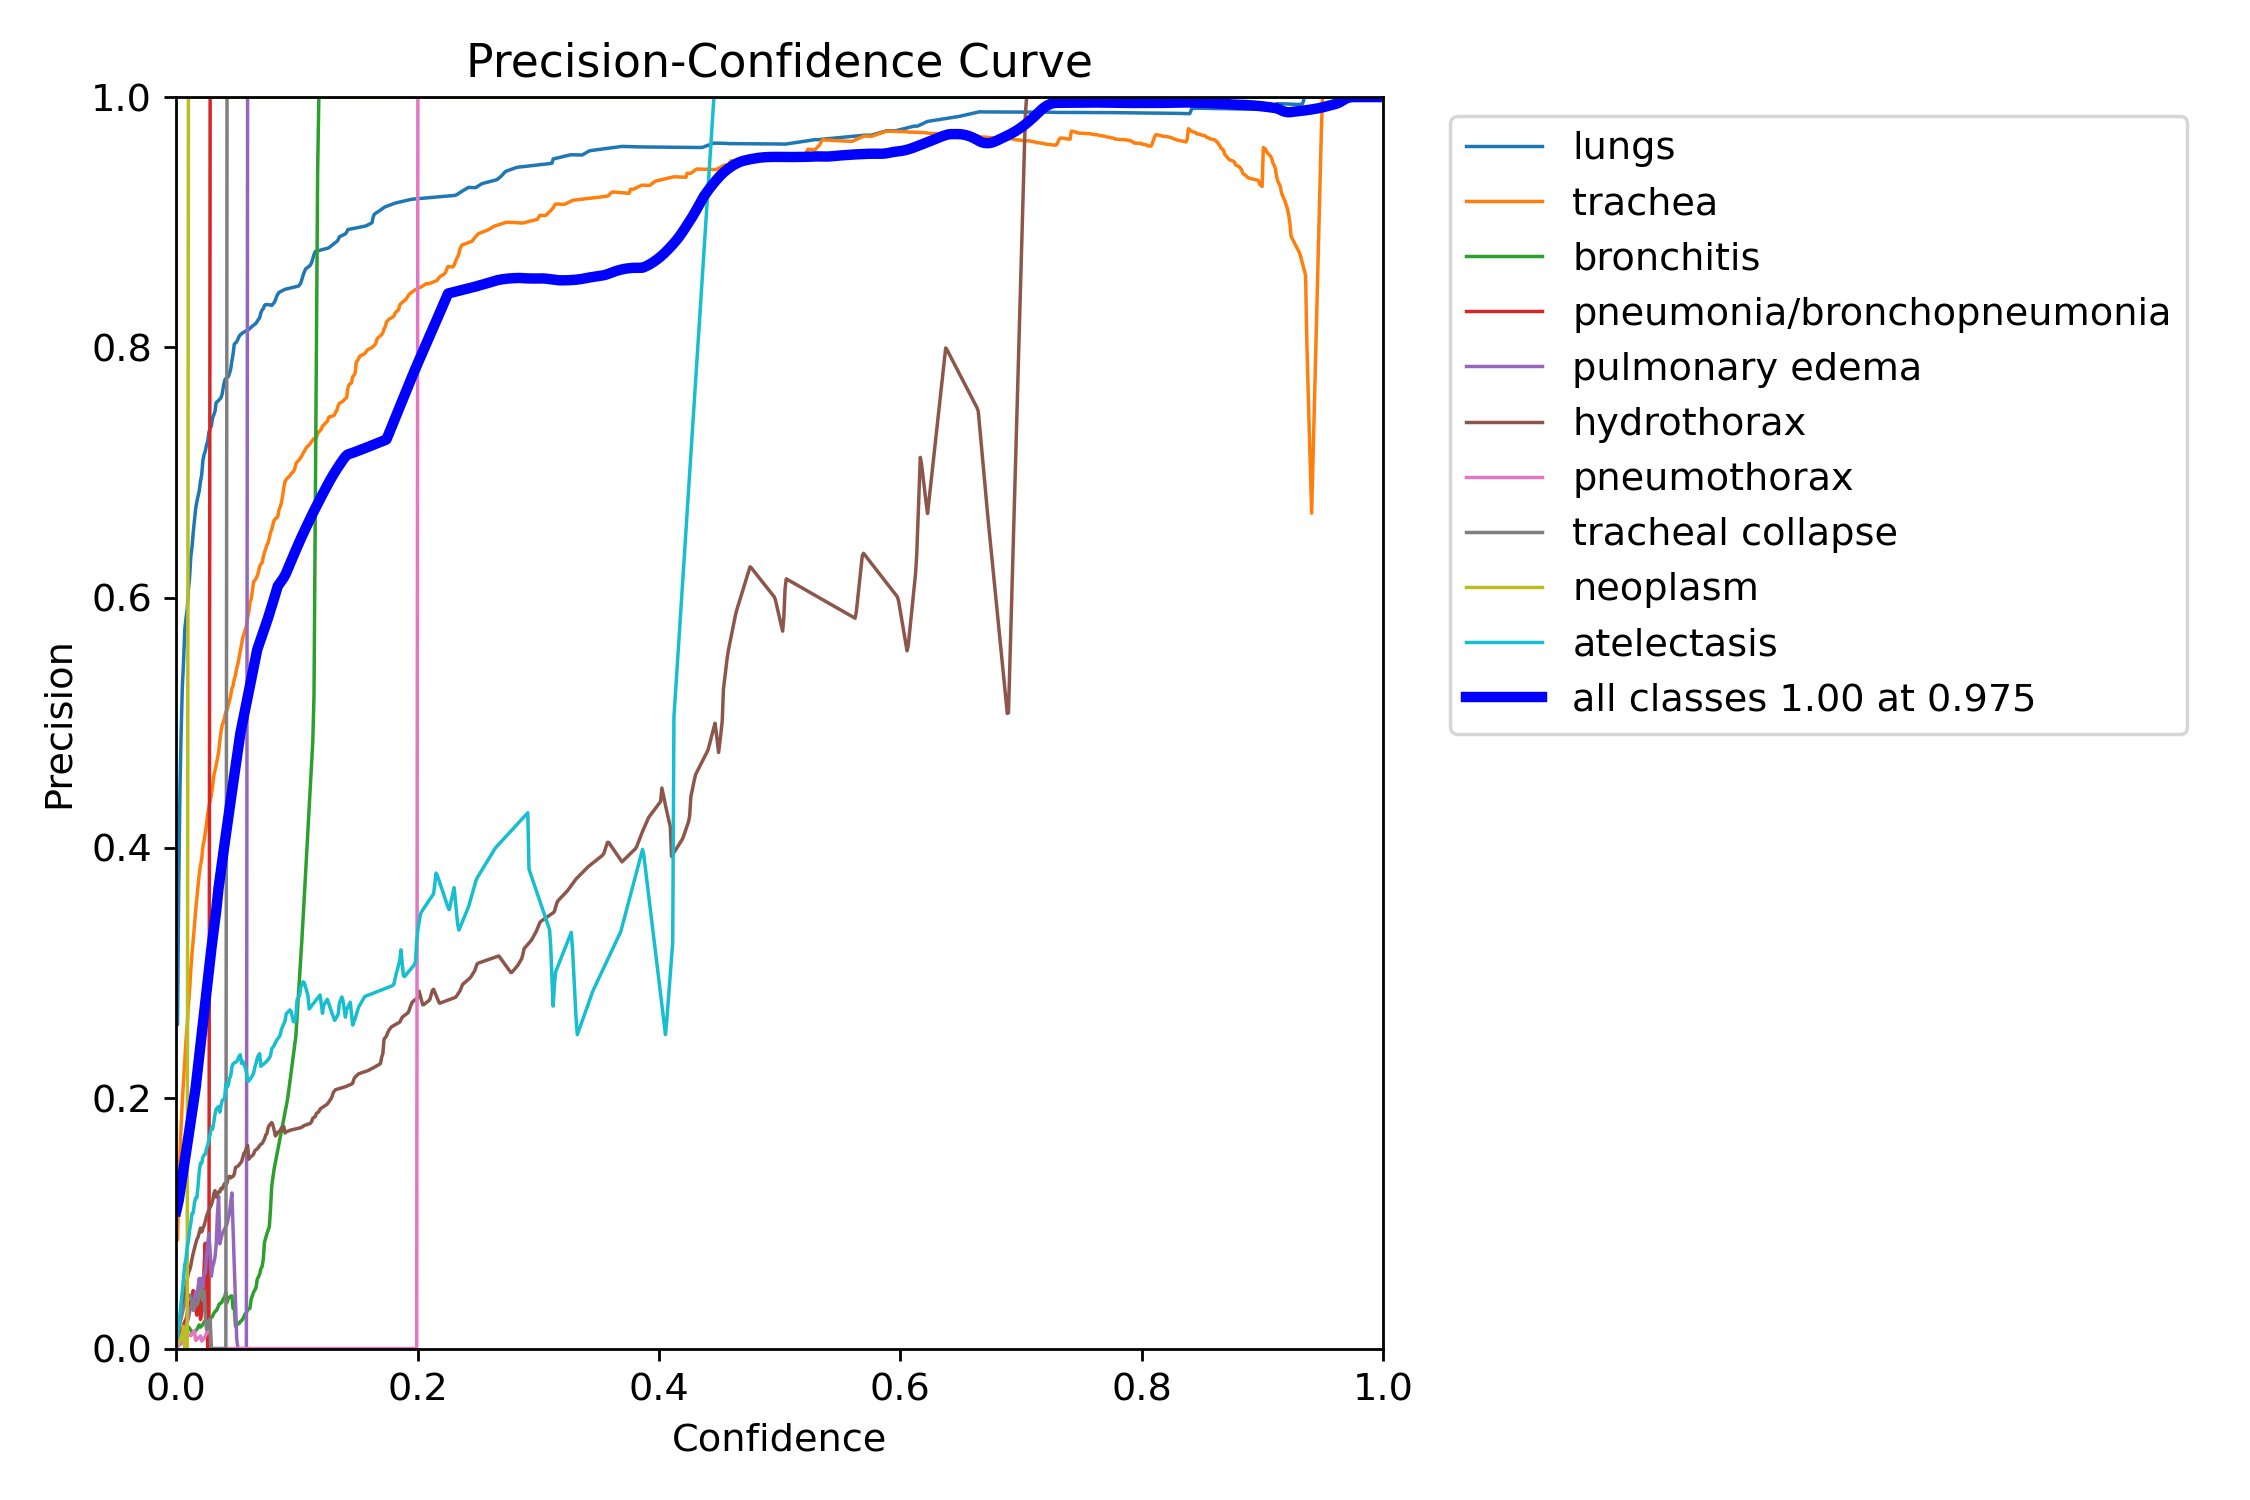 Precision-Confidence Curve
1.0
0.8
0.6
0.4
0.2
0.0
Precision
0.0 0.2 0.4 0.6 0.8 1.0
Confidence
lungs
trachea
bronchitis
pneumonia/bronchopneumonia
pulmonary edema
hydrothorax
pneumothorax
tracheal collapse
neoplasm
atelectasis
all classes 1.00 at 0.975